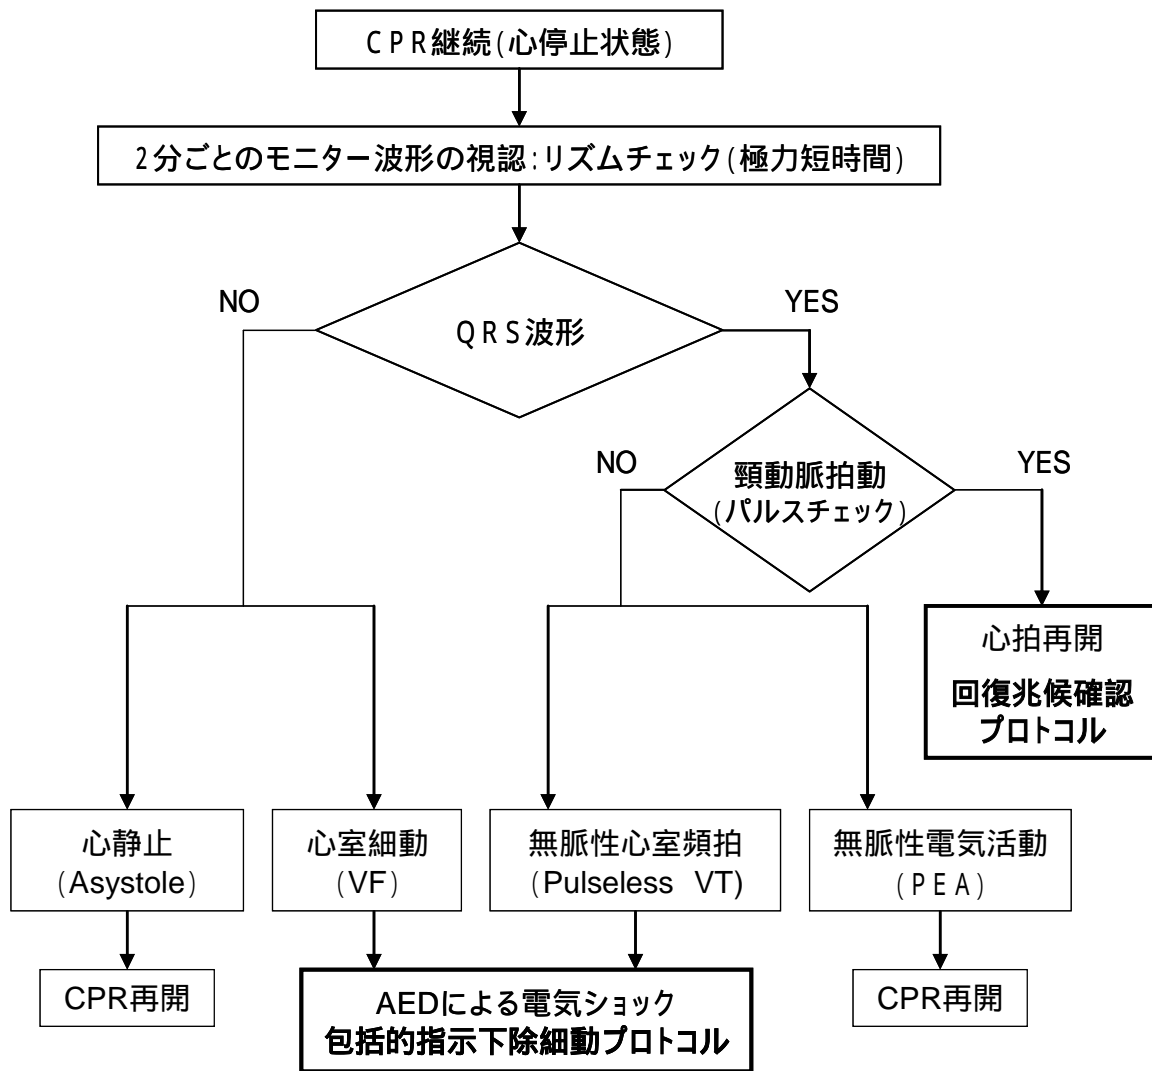 CPR継続(心停止状態)
2分ごとのモニター波形の視認:リズムチェック(極力短時間)
NO
YES
QRS波形
NO
YES
頸動脈拍動
(パルスチェック)
心拍再開
回復兆候確認
プロトコル
心静止
(Asystole)
心室細動
(VF)
無脈性心室頻拍
(Pulseless VT)
無脈性電気活動
(PEA)
CPR再開
AEDによる電気ショック
包括的指示下除細動プロトコル
CPR再開